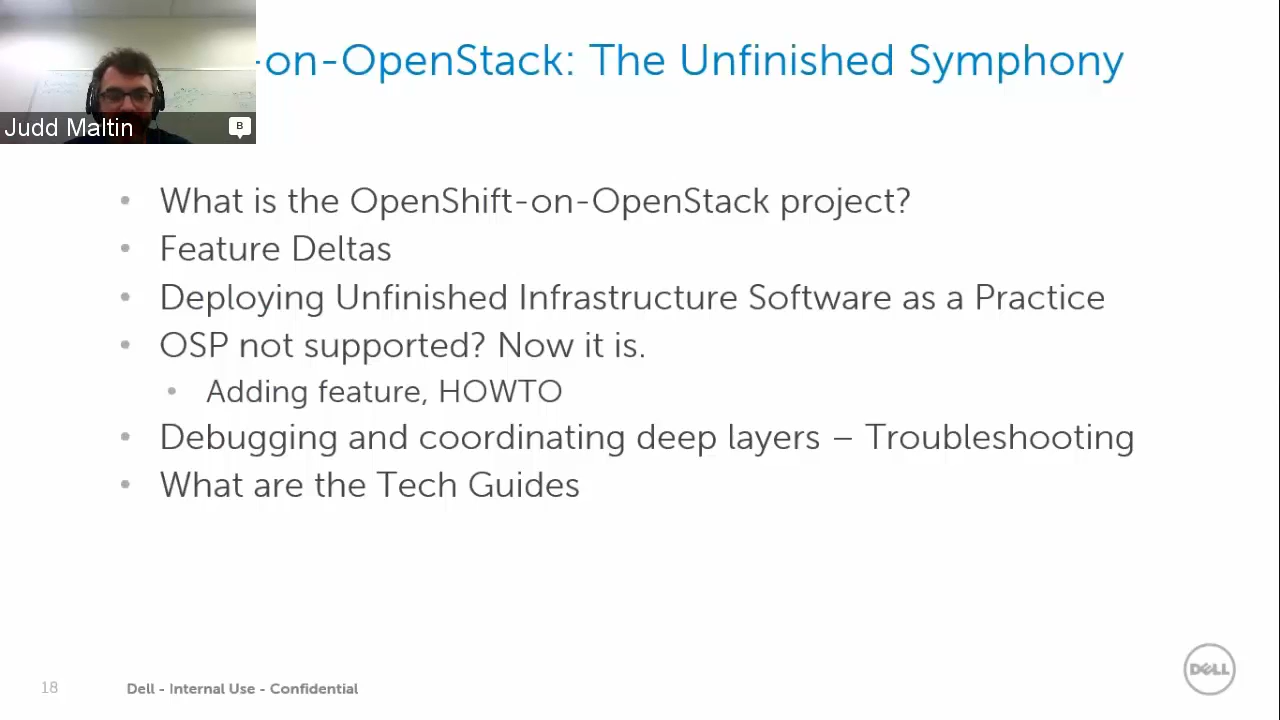 -on-OpenStack: The Unfinished Symphony
Judd Maltin
B
• What is the OpenShift-on-OpenStack project?
• Feature Deltas
• Deploying Unfinished Infrastructure Software as a Practice
• OSP not supported? Now it is.
• Adding feature, HOWTO
• Debugging and coordinating deep layers – Troubleshooting
• What are the Tech Guides
18
Dell - Internal Use - Confidential
DELL